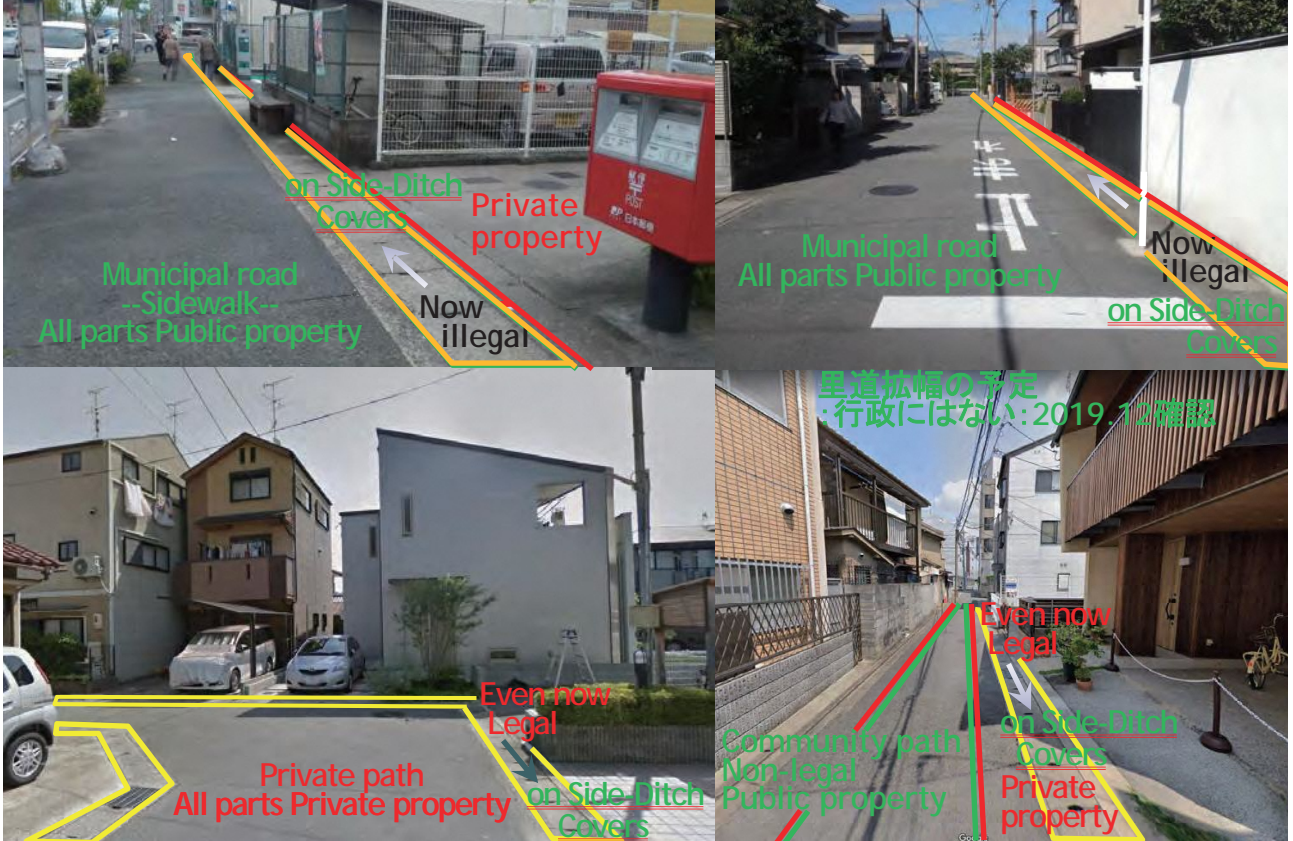 on Side-Ditch
Covers
Private
property
Municipal road
--Sidewalk--
All parts Public property
Now
illegal
郵便
〒
POST
JP 日本郵便
Municipal road
All parts Public property
Now
illegal
on Side-Ditch
Covers
Even now
Legal
Private path
All parts Private property
on Side-Ditch
Covers
里道拡幅の予定
:行政にはない:2019.12確認
Even now
Legal
on Side-Ditch
Covers
Community path
Non-legal
Public property
Private
property